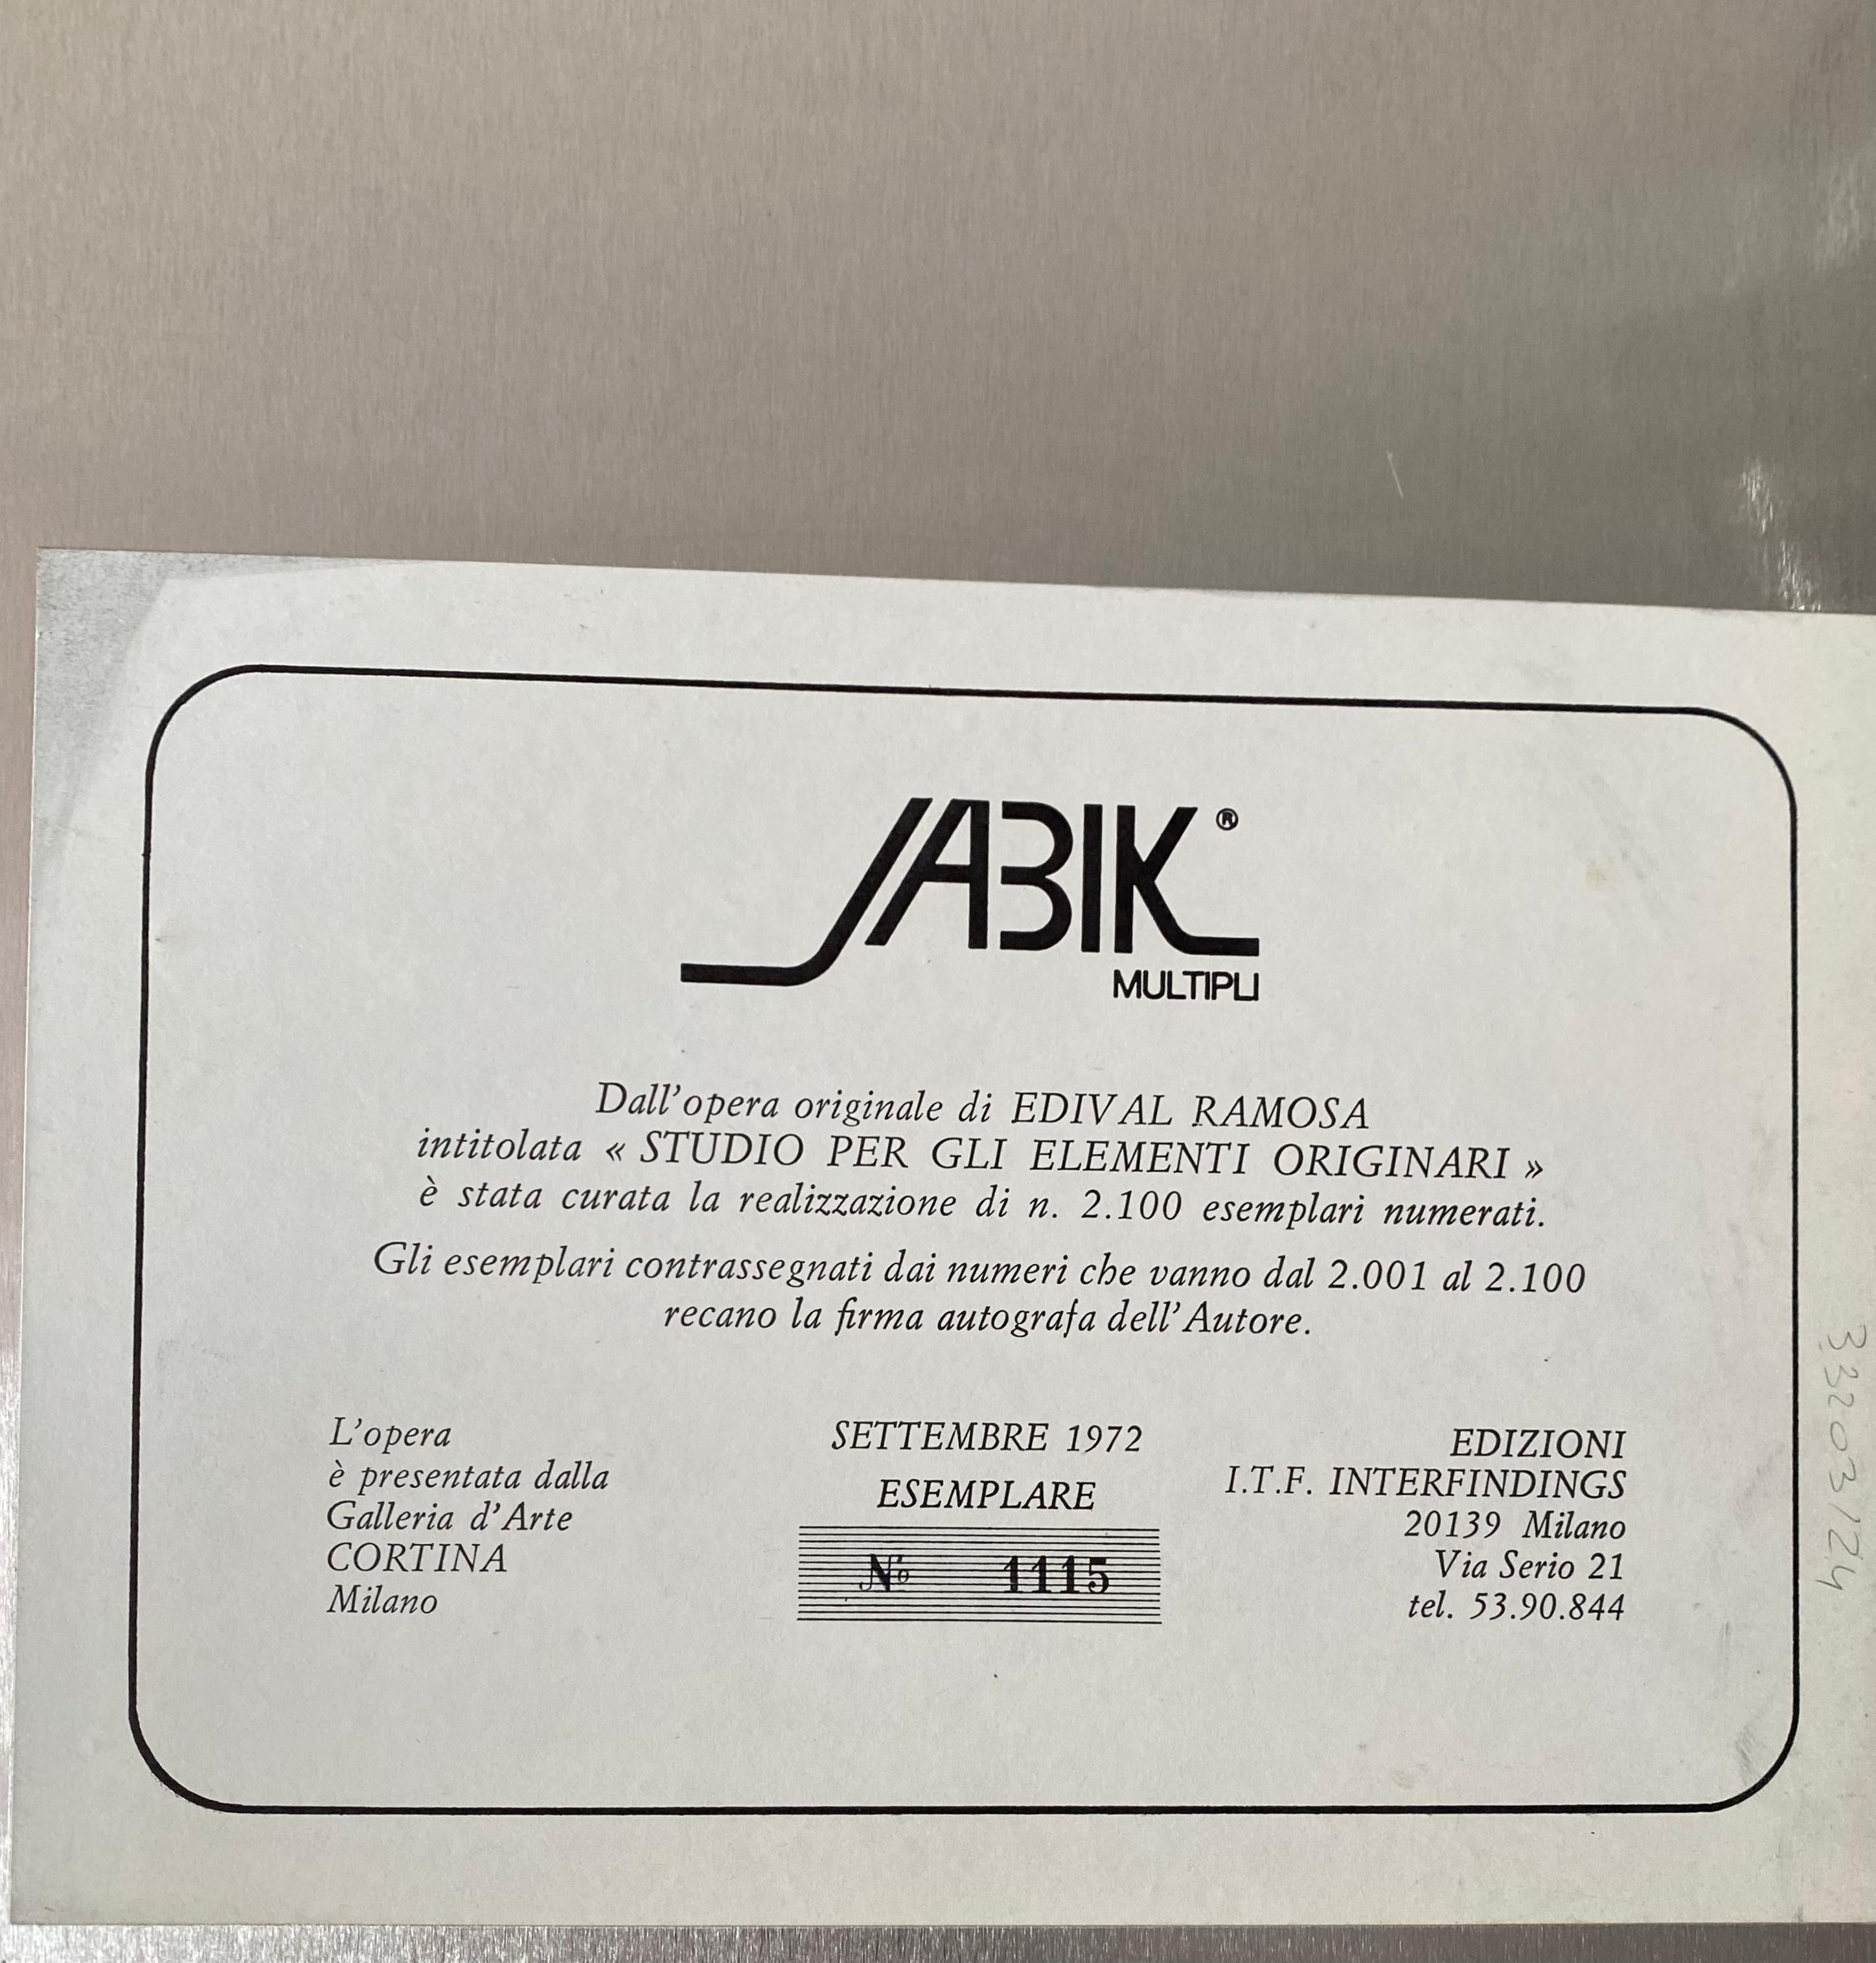 JABIK®
MULTIPLI
Dall'opera originale di EDIVAL RAMOSA
intitolata « STUDIO PER GLI ELEMENTI ORIGINARI »
è stata curata la realizzazione di n. 2.100 esemplari numerati.
Gli esemplari contrassegnati dai numeri che vanno dal 2.001 al 2.100
recano la firma autografa dell'Autore.
L'opera
è presentata dalla
Galleria d'Arte
CORTINA
Milano
SETTEMBRE 1972
ESEMPLARE
No 1115
EDIZIONI
I.T.F. INTERFINDINGS
20139 Milano
Via Serio 21
tel. 53.90.844
33203/24